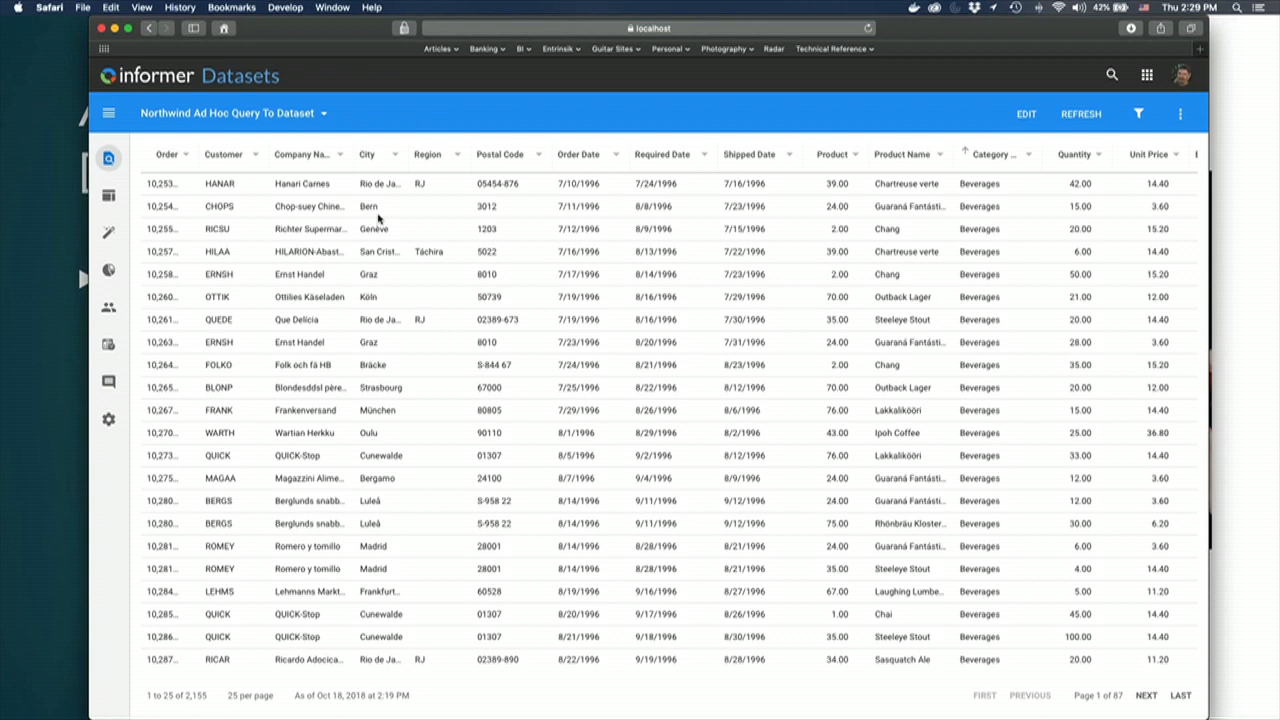 Safari File Edit View History Bookmarks Develop Window Help 42% Thu 2:29 PM
localhost
Articles Banking BI Entrinsik Guitar Sites Personal Photography Radar Technical Reference
informer Datasets
Northwind Ad Hoc Query To Dataset EDIT REFRESH
Order Customer Company Na... City Region Postal Code Order Date Required Date Shipped Date Product Product Name Category ... Quantity Unit Price
10,253... HANAR Hanari Carnes Rio de Ja... RJ 05454-876 7/10/1996 7/24/1996 7/16/1996 39.00 Chartreuse verte Beverages 42.00 14.40
10,254... CHOPS Chop-suey Chine... Bern 3012 7/11/1996 8/8/1996 7/23/1996 24.00 Guaraná Fantásti... Beverages 15.00 3.60
10,255... RICSU Richter Supermar... Genève 1203 7/12/1996 8/9/1996 7/15/1996 2.00 Chang Beverages 20.00 15.20
10,257... HILAA HILARION-Abast... San Crist... Táchira 5022 7/16/1996 8/13/1996 7/22/1996 39.00 Chartreuse verte Beverages 6.00 14.40
10,258... ERNSH Ernst Handel Graz 8010 7/17/1996 8/14/1996 7/23/1996 2.00 Chang Beverages 50.00 15.20
10,260... OTTIK Ottilies Käseladen Köln 50739 7/19/1996 8/16/1996 7/29/1996 70.00 Outback Lager Beverages 21.00 12.00
10,261... QUEDE Que Delícia Rio de Ja... RJ 02389-673 7/19/1996 8/16/1996 7/30/1996 35.00 Steeleye Stout Beverages 20.00 14.40
10,263... ERNSH Ernst Handel Graz 8010 7/23/1996 8/20/1996 7/31/1996 24.00 Guaraná Fantásti... Beverages 28.00 3.60
10,264... FOLKO Folk och fä HB Bräcke S-844 67 7/24/1996 8/21/1996 8/23/1996 2.00 Chang Beverages 35.00 15.20
10,265... BLONP Blondesddsl père... Strasbourg 67000 7/25/1996 8/22/1996 8/12/1996 70.00 Outback Lager Beverages 20.00 12.00
10,267... FRANK Frankenversand München 80805 7/29/1996 8/26/1996 8/6/1996 76.00 Lakkalikööri Beverages 15.00 14.40
10,270... WARTH Wartian Herkku Oulu 90110 8/1/1996 8/29/1996 8/2/1996 43.00 Ipoh Coffee Beverages 25.00 36.80
10,273... QUICK QUICK-Stop Cunewalde 01307 8/5/1996 9/2/1996 8/12/1996 76.00 Lakkalikööri Beverages 33.00 14.40
10,275... MAGAA Magazzini Alime... Bergamo 24100 8/7/1996 9/4/1996 8/9/1996 24.00 Guaraná Fantásti... Beverages 12.00 3.60
10,280... BERGS Berglunds snabb... Luleå S-958 22 8/14/1996 9/11/1996 9/12/1996 24.00 Guaraná Fantásti... Beverages 12.00 3.60
10,280... BERGS Berglunds snabb... Luleå S-958 22 8/14/1996 9/11/1996 9/12/1996 75.00 Rhönbräu Kloster... Beverages 30.00 6.20
10,281... ROMEY Romero y tomillo Madrid 28001 8/14/1996 8/28/1996 8/21/1996 24.00 Guaraná Fantásti... Beverages 6.00 3.60
10,281... ROMEY Romero y tomillo Madrid 28001 8/14/1996 8/28/1996 8/21/1996 35.00 Steeleye Stout Beverages 4.00 14.40
10,284... LEHMS Lehmanns Markt... Frankfurt... 60528 8/19/1996 9/16/1996 8/27/1996 67.00 Laughing Lumbe... Beverages 5.00 11.20
10,285... QUICK QUICK-Stop Cunewalde 01307 8/20/1996 9/17/1996 8/26/1996 1.00 Chai Beverages 45.00 14.40
10,286... QUICK QUICK-Stop Cunewalde 01307 8/21/1996 9/18/1996 8/30/1996 35.00 Steeleye Stout Beverages 100.00 14.40
10,287... RICAR Ricardo Adocica... Rio de Ja... RJ 02389-890 8/22/1996 9/19/1996 8/28/1996 34.00 Sasquatch Ale Beverages 20.00 11.20
1 to 25 of 2,155 25 per page As of Oct 18, 2018 at 2:19 PM FIRST PREVIOUS Page 1 of 87 NEXT LAST